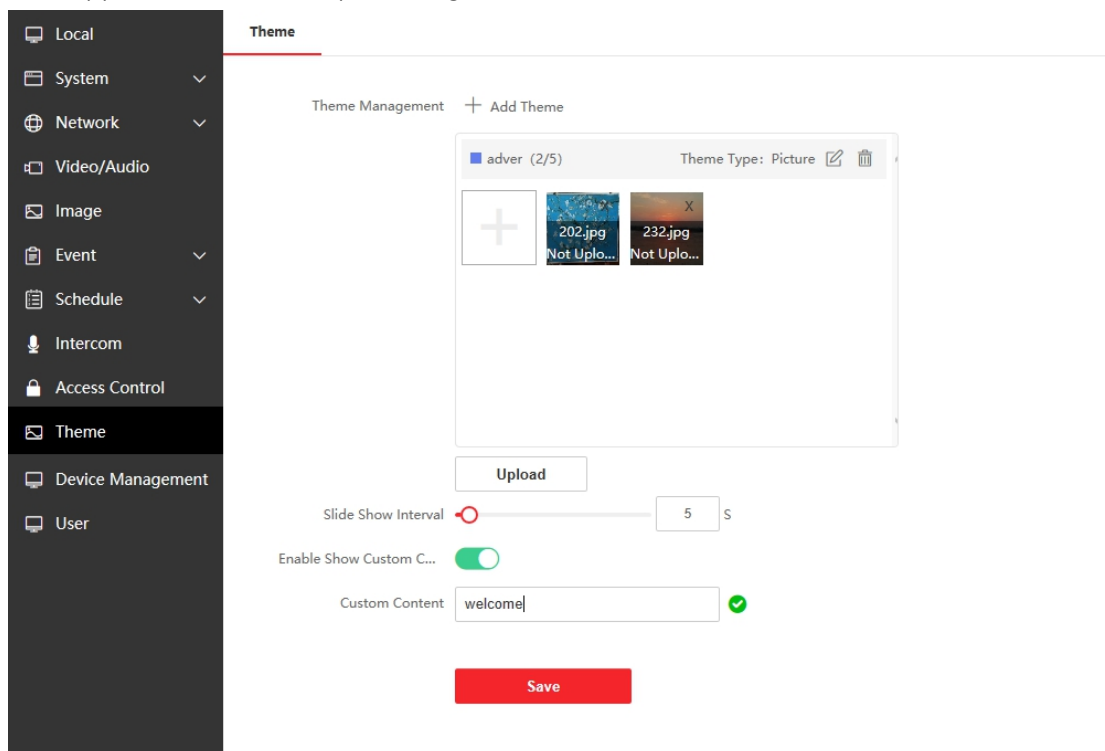 Local
System
Network
Video/Audio
Image
Event
Schedule
Intercom
Access Control
Theme
Device Management
User
Theme
Theme Management + Add Theme
adver (2/5) Theme Type: Picture
X
202.jpg
Not Uplo...
X
232.jpg
Not Uplo...
Upload
Slide Show Interval 5 S
Enable Show Custom C...
Custom Content welcome
Save